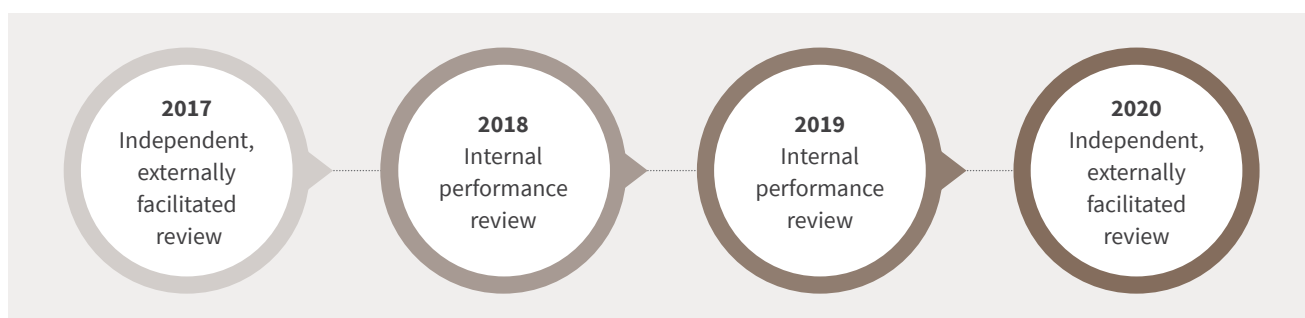 2017
Independent,
externally
facilitated
review
2018
Internal
performance
review
2019
Internal
performance
review
2020
Independent,
externally
facilitated
review